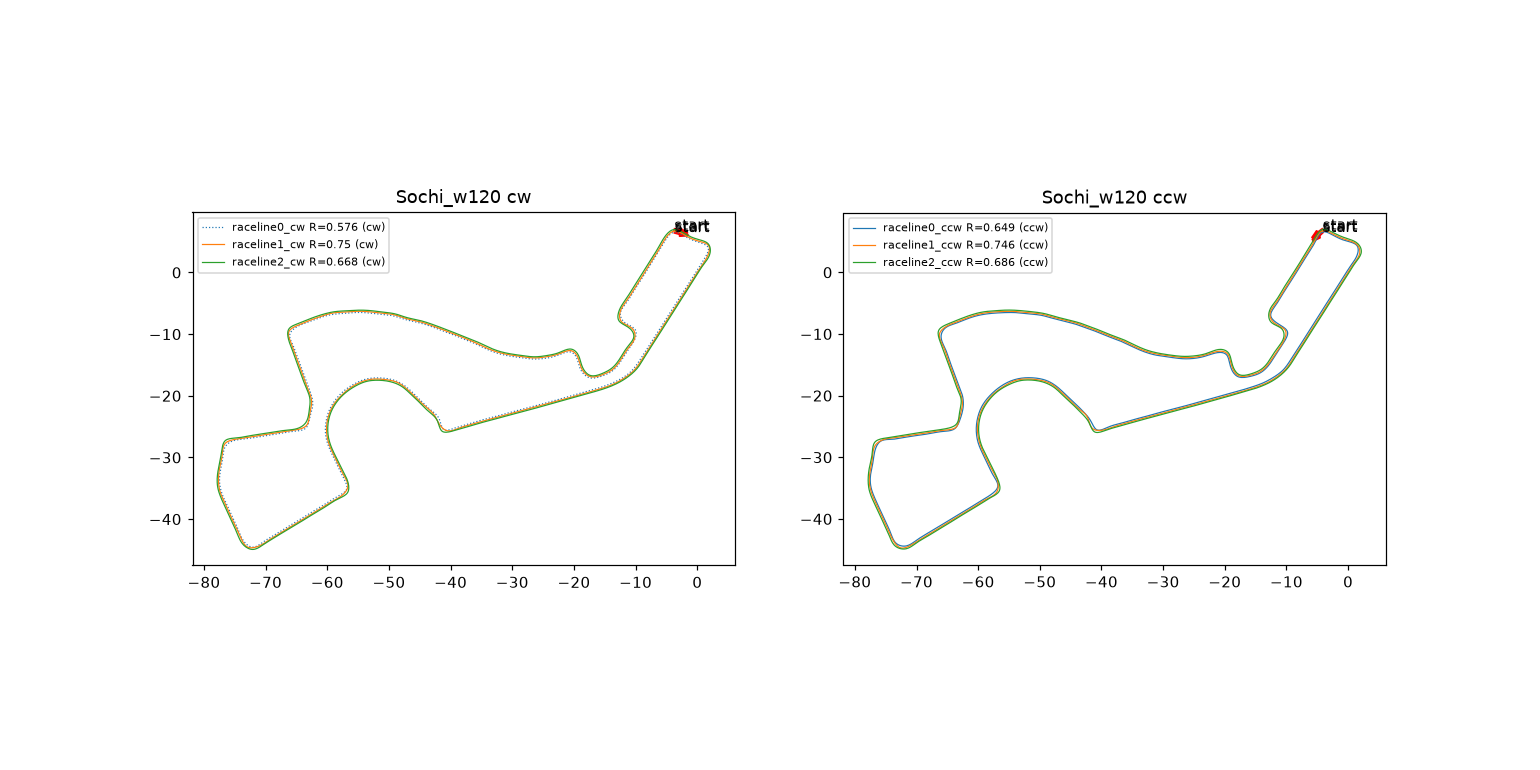 Sochi_w120 cw
raceline0_cw R=0.576 (cw)
raceline1_cw R=0.75 (cw)
raceline2_cw R=0.668 (cw)
start
start
0
−10
−20
−30
−40
−80 −70 −60 −50 −40 −30 −20 −10 0
Sochi_w120 ccw
raceline0_ccw R=0.649 (ccw)
raceline1_ccw R=0.746 (ccw)
raceline2_ccw R=0.686 (ccw)
start
start
0
−10
−20
−30
−40
−80 −70 −60 −50 −40 −30 −20 −10 0